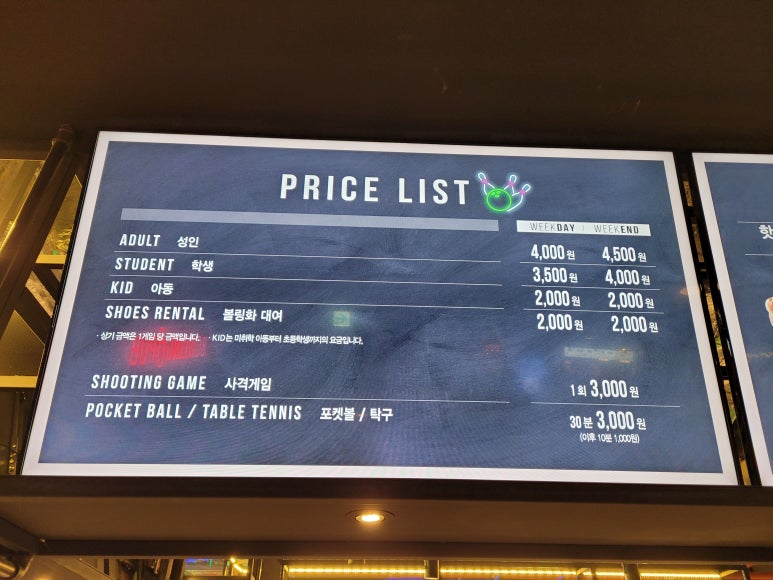 PRICE LIST
WEEKDAY | WEEKEND
ADULT 성인 4,000원 4,500원
STUDENT 학생 3,500원 4,000원
KID 아동 2,000원 2,000원
SHOES RENTAL 볼링화 대여 2,000원 2,000원
· 상기 금액은 1게임 당 금액입니다. · KID는 미취학 아동부터 초등학생까지의 요금입니다.
SHOOTING GAME 사격게임 1회 3,000원
POCKET BALL / TABLE TENNIS 포켓볼 / 탁구 30분 3,000원
(이후 10분 1,000원)
핫